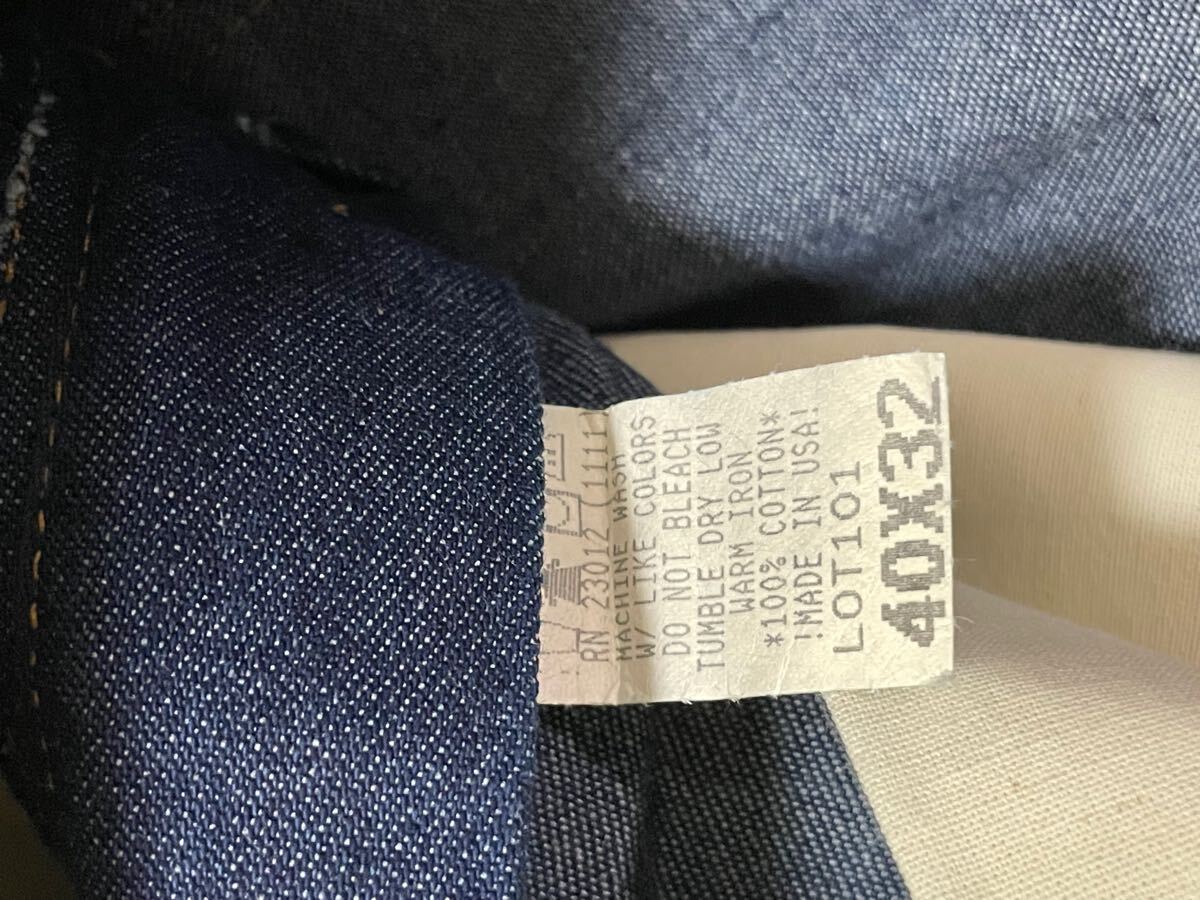 RN 23012 (1111)
MACHINE WASH
W/ LIKE COLORS
DO NOT BLEACH
TUMBLE DRY LOW
WARM IRON
*100% COTTON*
!MADE IN USA!
LOT101
40X32